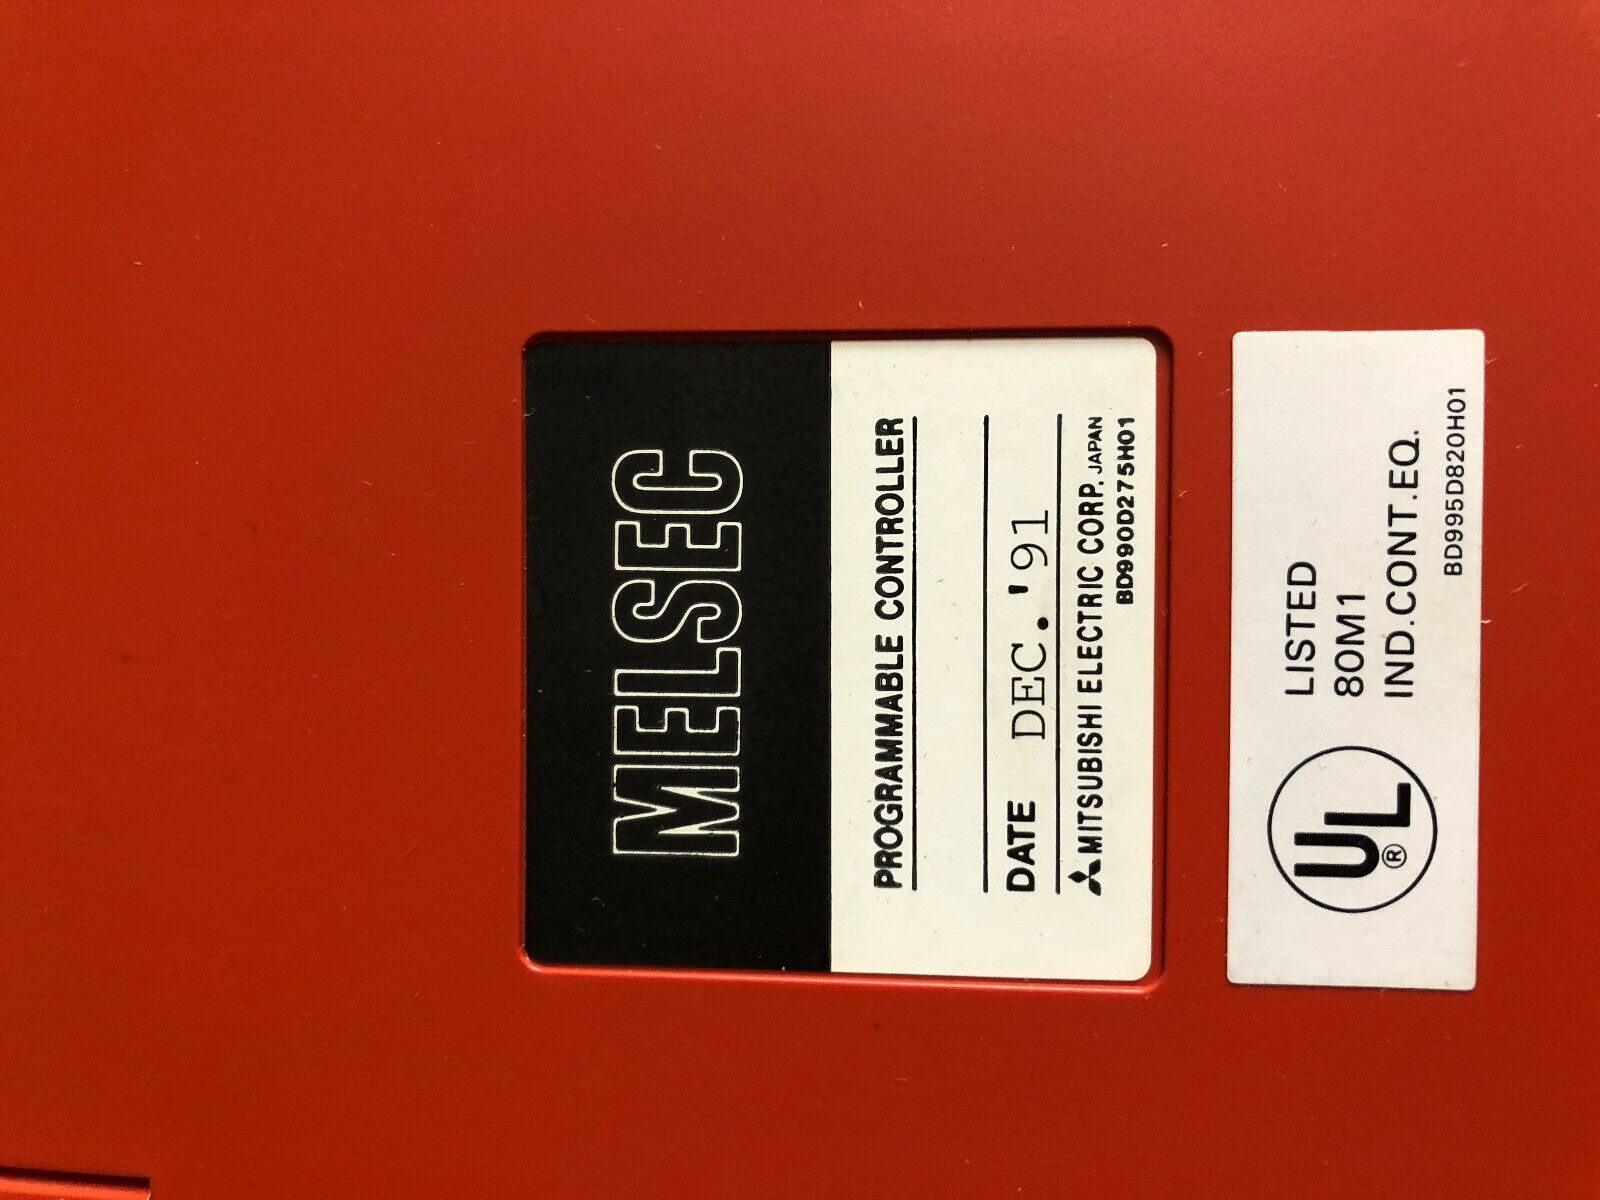 MELSEC
PROGRAMMABLE CONTROLLER
DATE DEC.'91
MITSUBISHI ELECTRIC CORP. JAPAN
BD990D275H01
UL ®
LISTED
80M1
IND.CONT.EQ.
BD995D820H01